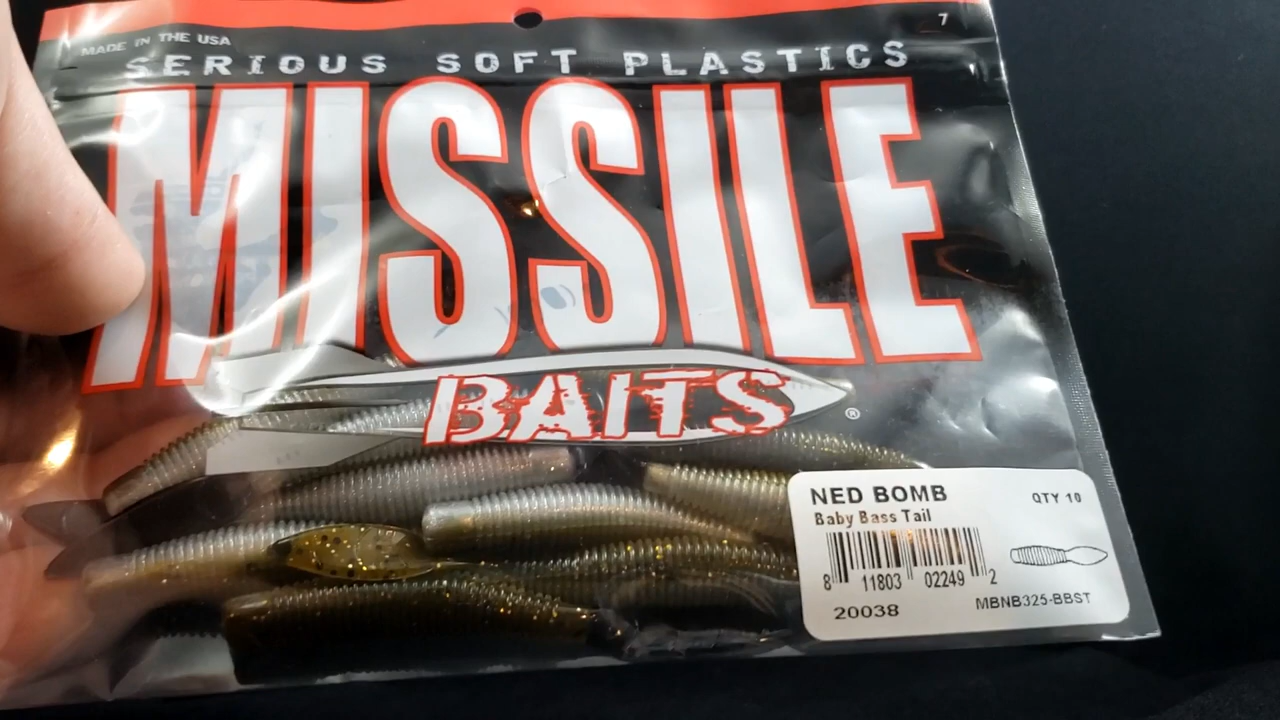 7
MADE IN THE USA
SERIOUS SOFT PLASTICS
MISSILE
BAITS®
NED BOMB QTY 10
Baby Bass Tail
8 11803 02249 2
20038 MBNB325-BBST